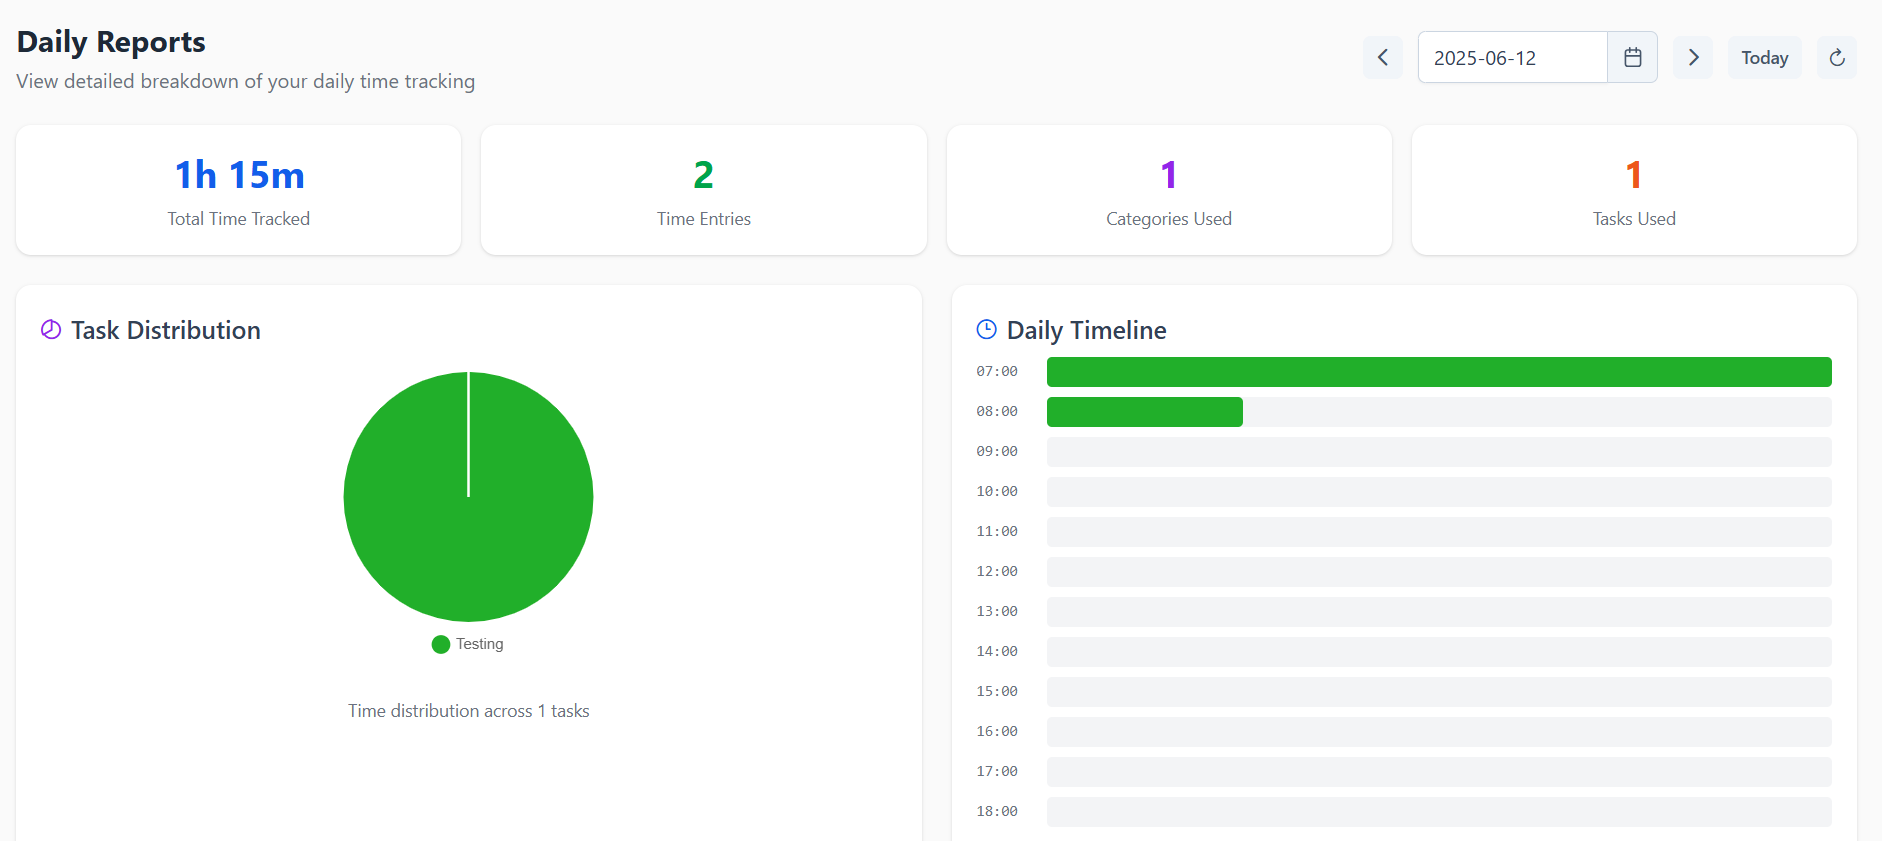 Daily Reports
View detailed breakdown of your daily time tracking
2025-06-12
Today
1h 15m
Total Time Tracked
2
Time Entries
1
Categories Used
1
Tasks Used
Task Distribution
Testing
Time distribution across 1 tasks
Daily Timeline
07:00
08:00
09:00
10:00
11:00
12:00
13:00
14:00
15:00
16:00
17:00
18:00